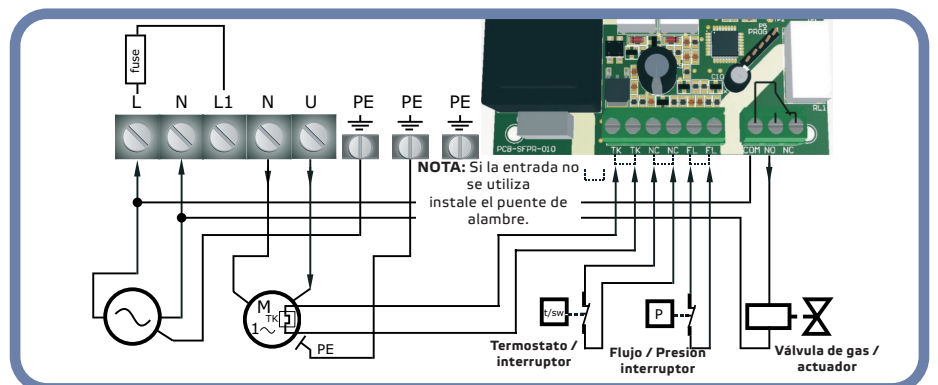 fuse
L N L1 N U PE PE PE
P6
PROG
C10
RL1
PCB-SFPR-010
TK TK NC NC FL FL COM NO NC
NOTA: Si la entrada no
se utiliza
instale el puente de
alambre.
M
TK
1~
PE
t/sw
P
Termostato /
interruptor
Flujo / Presión
interruptor
Válvula de gas /
actuador